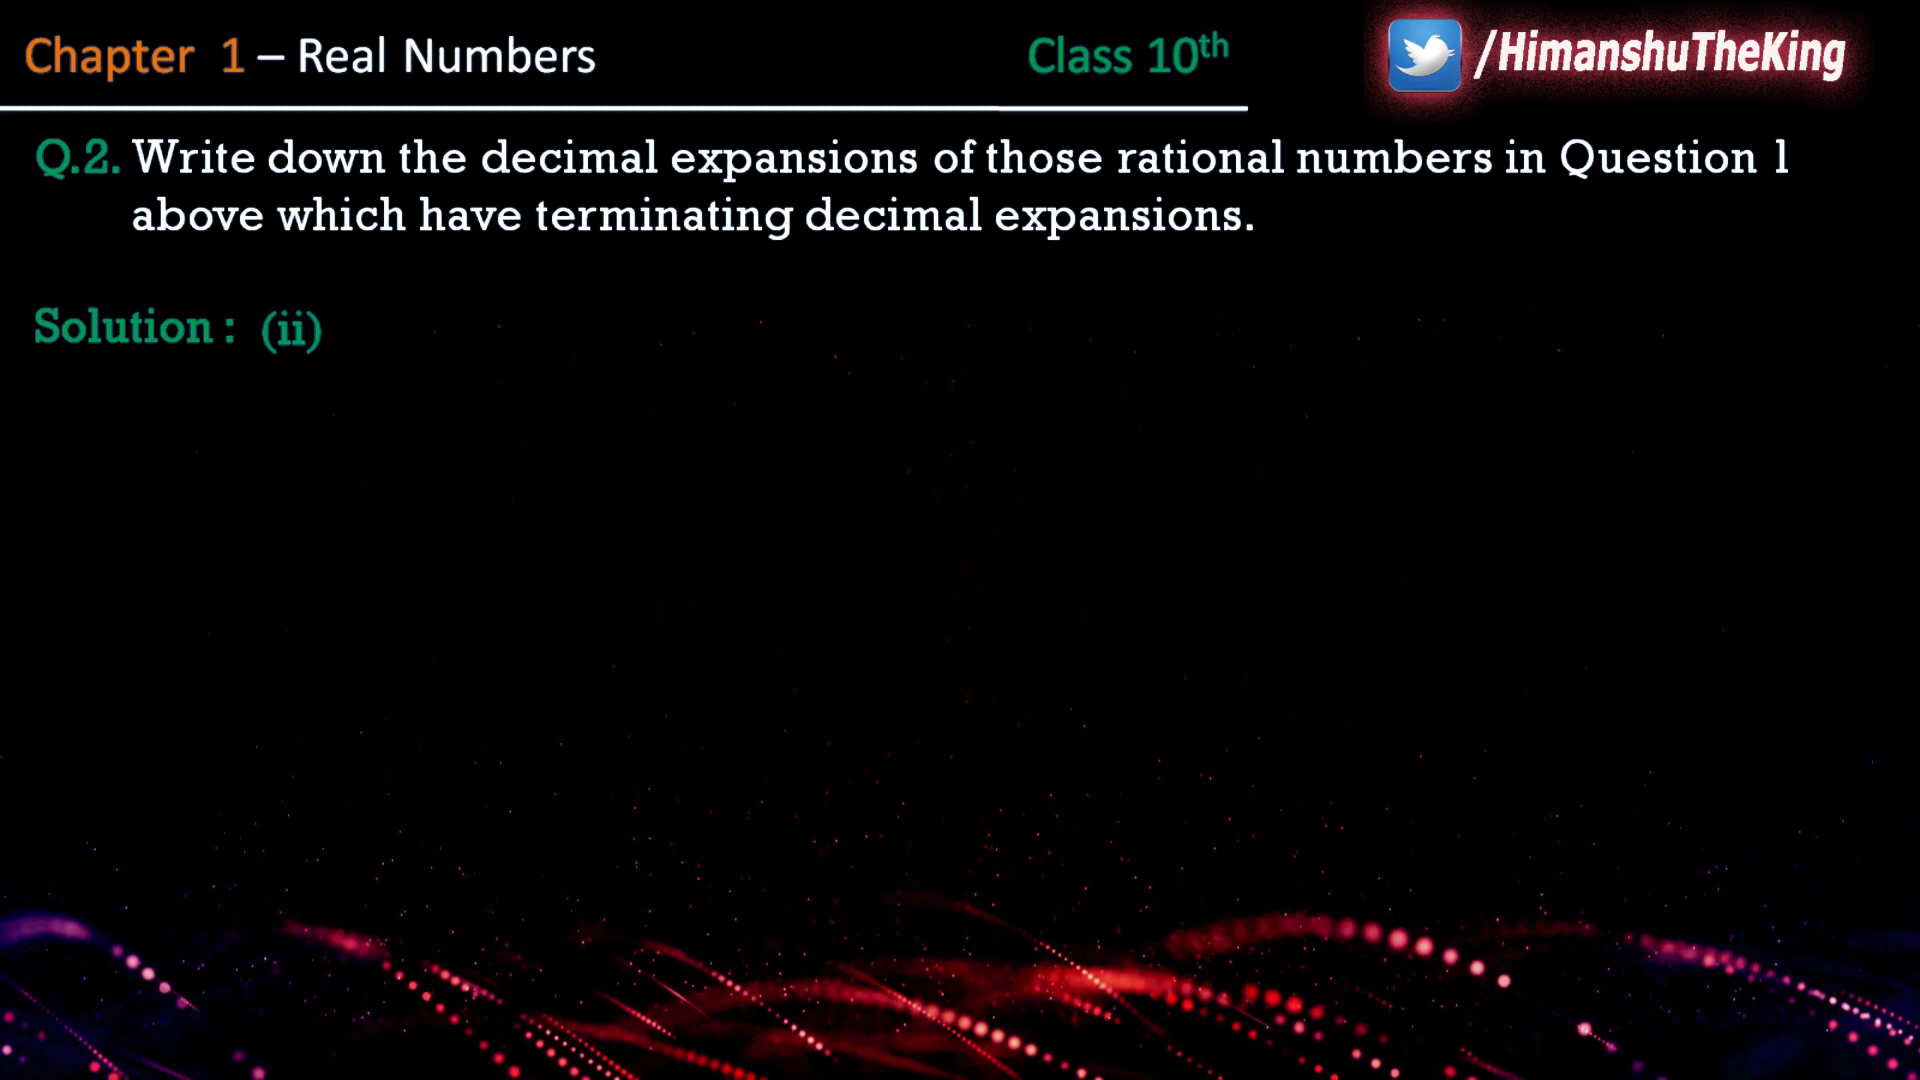 Chapter 1 – Real Numbers Class 10th /HimanshuTheKing
Q.2. Write down the decimal expansions of those rational numbers in Question 1
above which have terminating decimal expansions.
Solution : (ii)